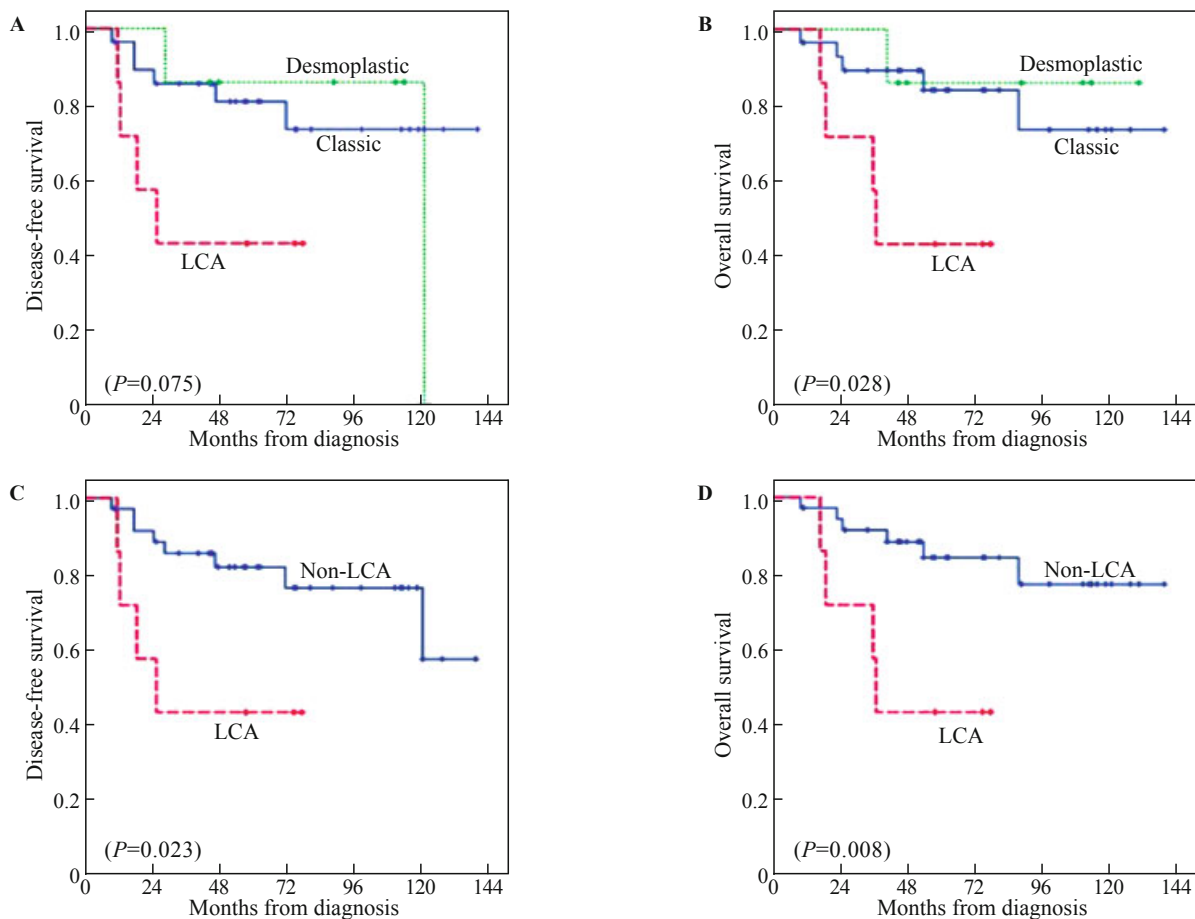 A
Disease-free survival
1.0
0.8
0.6
0.4
0.2
0
Desmoplastic
Classic
LCA
(P=0.075)
0 24 48 72 96 120 144
Months from diagnosis
B
Overall survival
1.0
0.8
0.6
0.4
0.2
0
Desmoplastic
Classic
LCA
(P=0.028)
0 24 48 72 96 120 144
Months from diagnosis
C
Disease-free survival
1.0
0.8
0.6
0.4
0.2
0
Non-LCA
LCA
(P=0.023)
0 24 48 72 96 120 144
Months from diagnosis
D
Overall survival
1.0
0.8
0.6
0.4
0.2
0
Non-LCA
LCA
(P=0.008)
0 24 48 72 96 120 144
Months from diagnosis